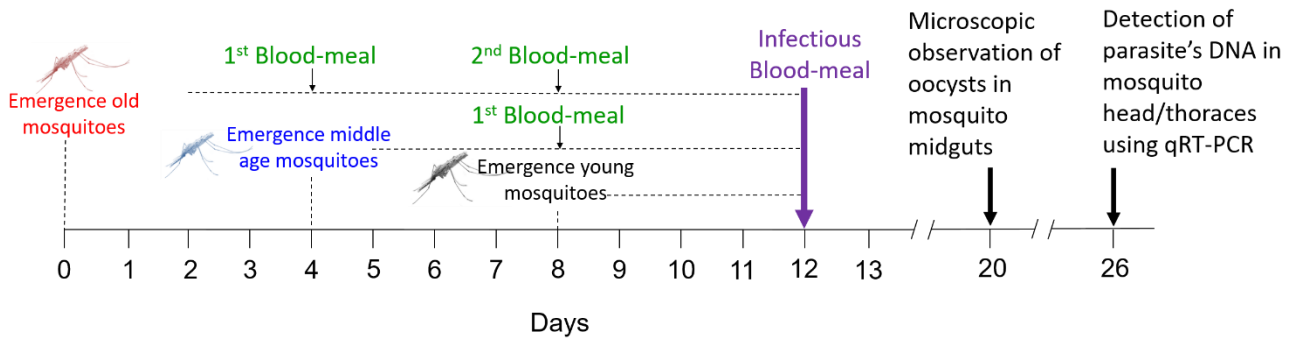 Emergence old
mosquitoes
1st Blood-meal
2nd Blood-meal
Infectious
Blood-meal
Microscopic
observation of
oocysts in
mosquito
midguts
Detection of
parasite's DNA in
mosquito
head/thoraces
using qRT-PCR
1st Blood-meal
Emergence middle
age mosquitoes
Emergence young
mosquitoes
0 1 2 3 4 5 6 7 8 9 10 11 12 13 20 26
Days